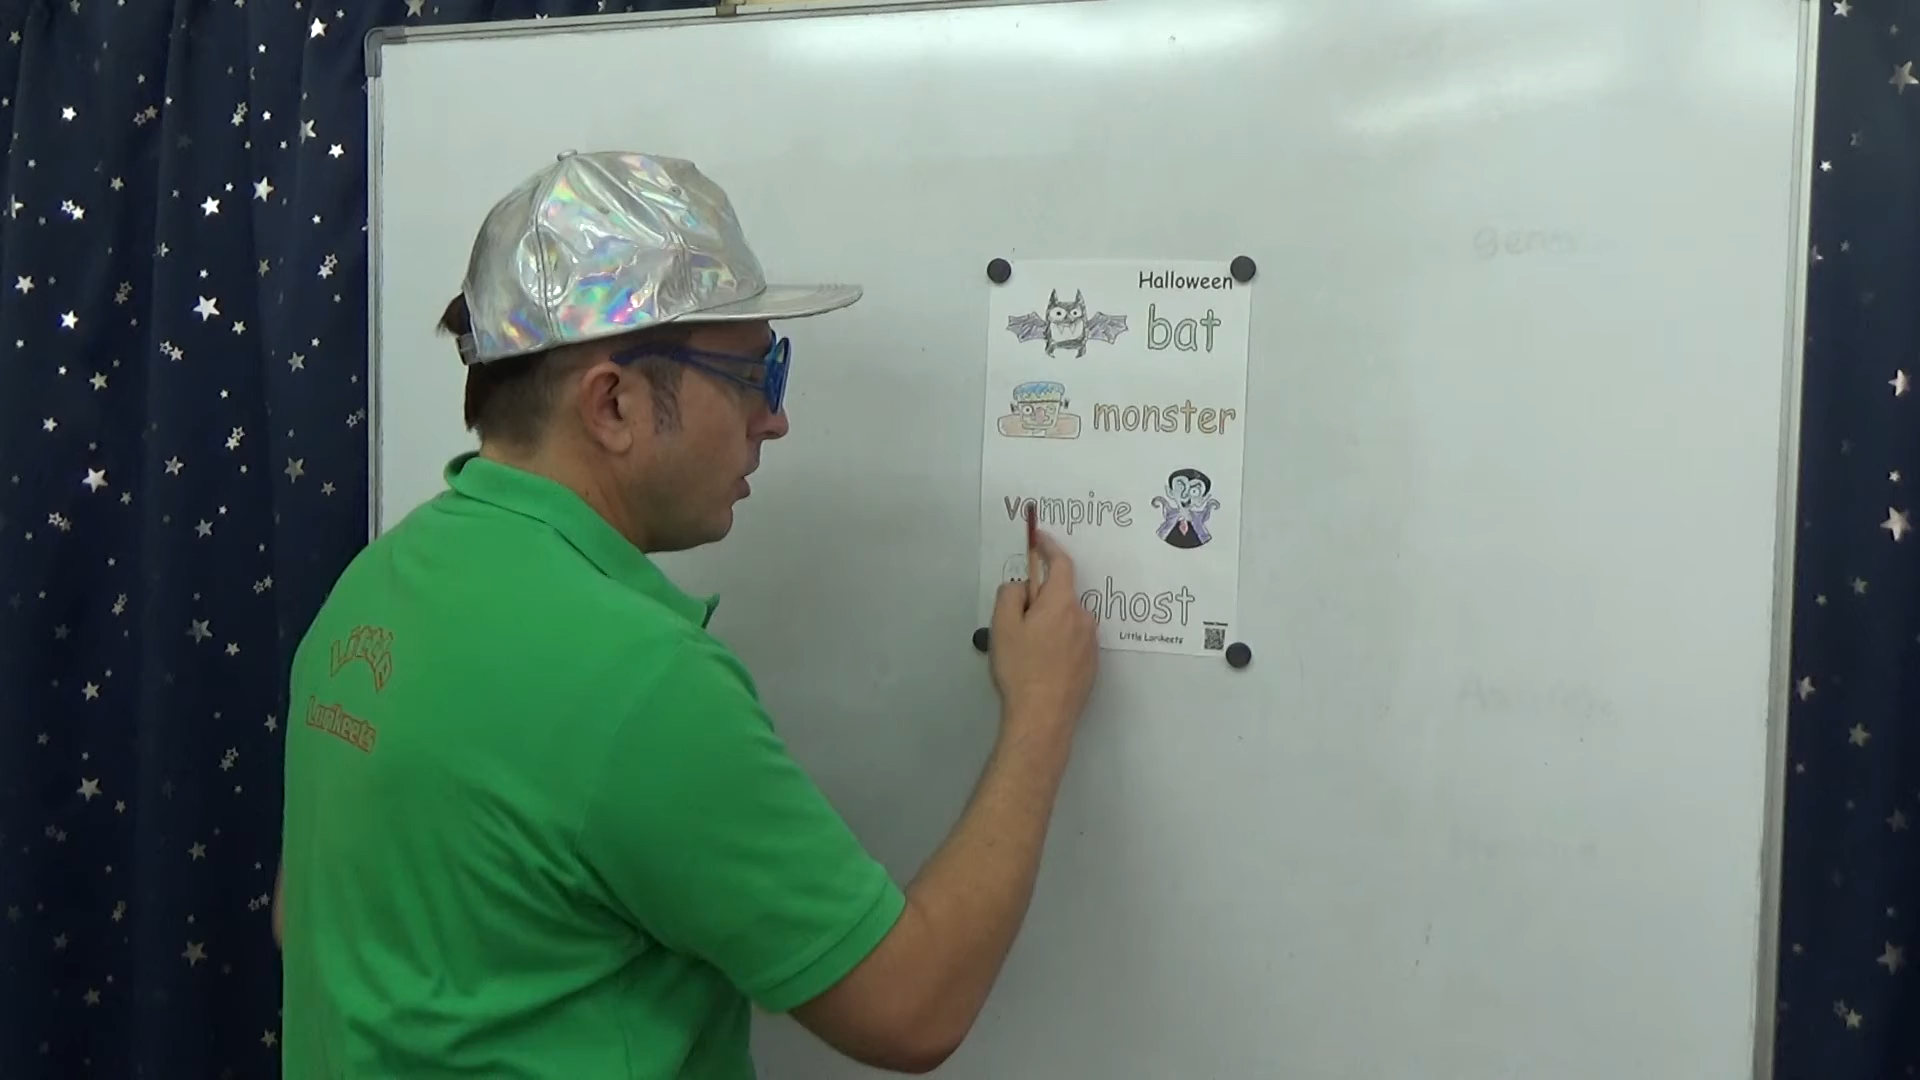 Halloween
bat
monster
vampire
ghost
Little Lorikeets
Little
Lorikeets